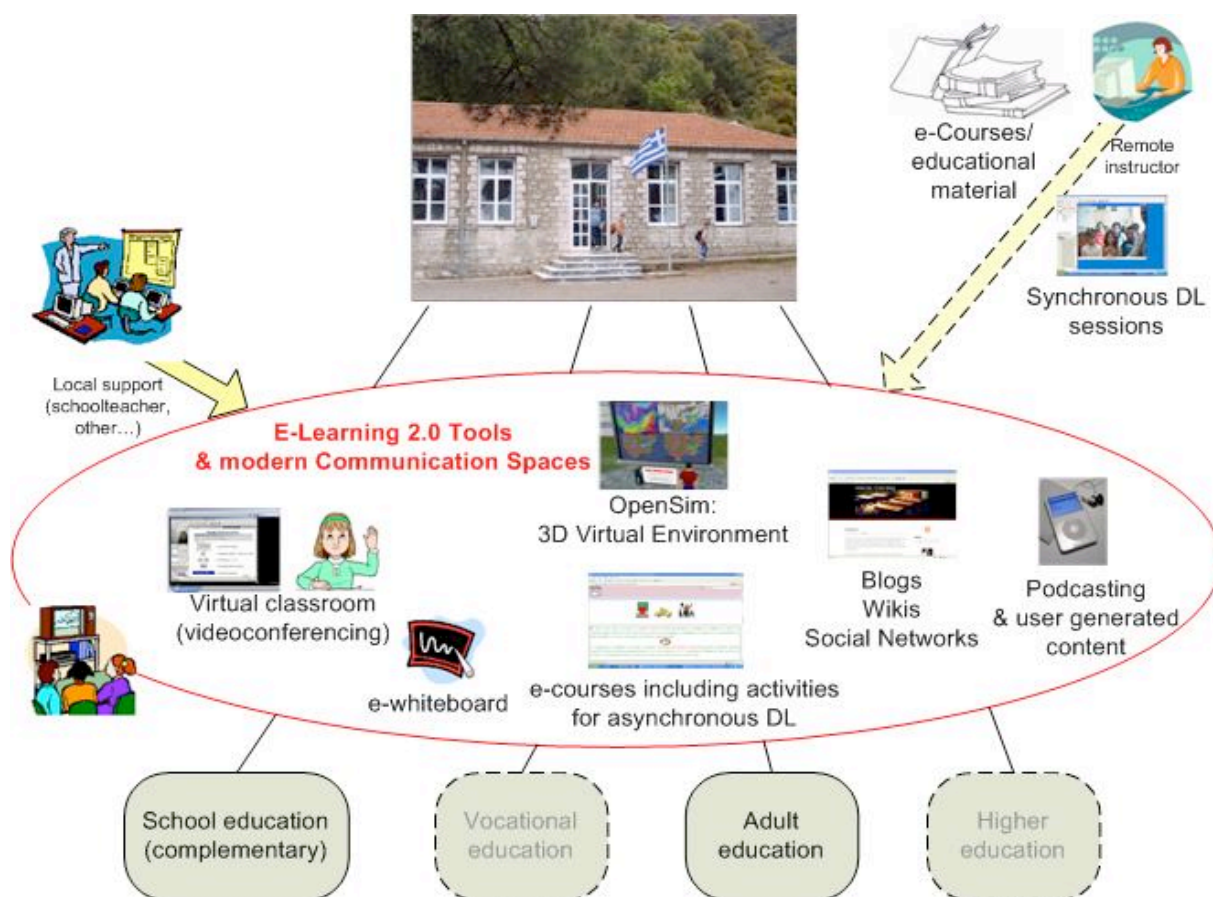 e-Courses/
educational
material
Remote
instructor
Synchronous DL
sessions
Local support
(schoolteacher,
other…)
E-Learning 2.0 Tools
& modern Communication Spaces
OpenSim:
3D Virtual Environment
Virtual classroom
(videoconferencing)
e-whiteboard
e-courses including activities
for asynchronous DL
Blogs
Wikis
Social Networks
Podcasting
& user generated
content
School education
(complementary)
Vocational
education
Adult
education
Higher
education